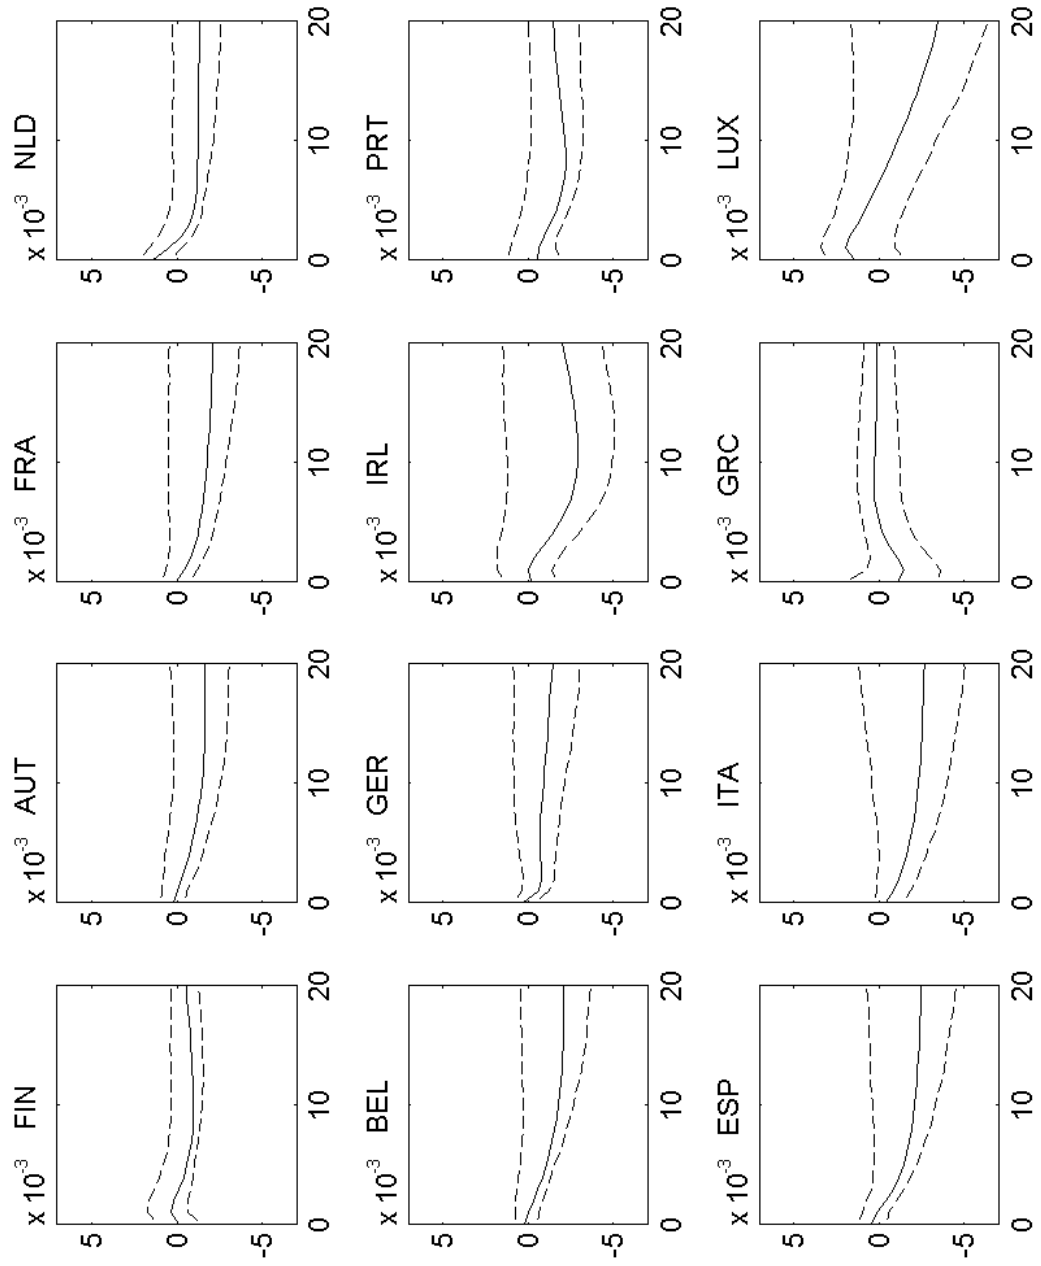 x 10⁻³ FIN
5
0
-5
0 10 20
x 10⁻³ AUT
5
0
-5
0 10 20
x 10⁻³ FRA
5
0
-5
0 10 20
x 10⁻³ NLD
5
0
-5
0 10 20
x 10⁻³ BEL
5
0
-5
0 10 20
x 10⁻³ GER
5
0
-5
0 10 20
x 10⁻³ IRL
5
0
-5
0 10 20
x 10⁻³ PRT
5
0
-5
0 10 20
x 10⁻³ ESP
5
0
-5
0 10 20
x 10⁻³ ITA
5
0
-5
0 10 20
x 10⁻³ GRC
5
0
-5
0 10 20
x 10⁻³ LUX
5
0
-5
0 10 20